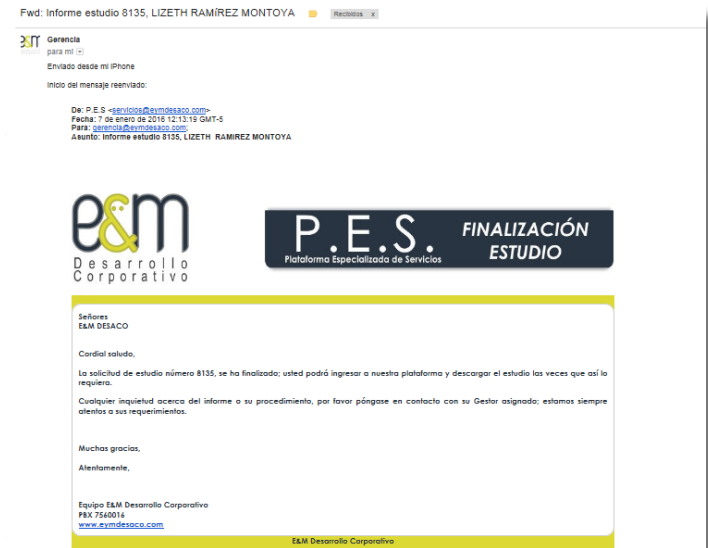 Fwd: Informe estudio 8135, LIZETH RAMÍREZ MONTOYA
Recibidos x
e&m
Gerencia
para mí
Enviado desde mi iPhone
Inicio del mensaje reenviado:
De: P.E.S <servicios@eymdesaco.com>
Fecha: 7 de enero de 2016 12:13:19 GMT-5
Para: gerencia@eymdesaco.com;
Asunto: Informe estudio 8135, LIZETH RAMIREZ MONTOYA
e&m
Desarrollo
Corporativo
P.E.S.
Plataforma Especializada de Servicios
FINALIZACIÓN
ESTUDIO
Señores
E&M DESACO
Cordial saludo,
La solicitud de estudio número 8135, se ha finalizado; usted podrá ingresar a nuestra plataforma y descargar el estudio las veces que así lo
requiera.
Cualquier inquietud acerca del informe o su procedimiento, por favor póngase en contacto con su Gestor asignado; estamos siempre
atentos a sus requerimientos.
Muchas gracias,
Atentamente,
Equipo E&M Desarrollo Corporativo
PBX 7560016
www.eymdesaco.com
E&M Desarrollo Corporativo